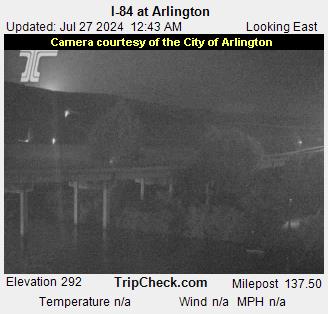 I-84 at Arlington
Updated: Jul 27 2024 12:43 AM Looking East
Camera courtesy of the City of Arlington
Elevation 292 TripCheck.com Milepost 137.50
Temperature n/a Wind n/a MPH n/a